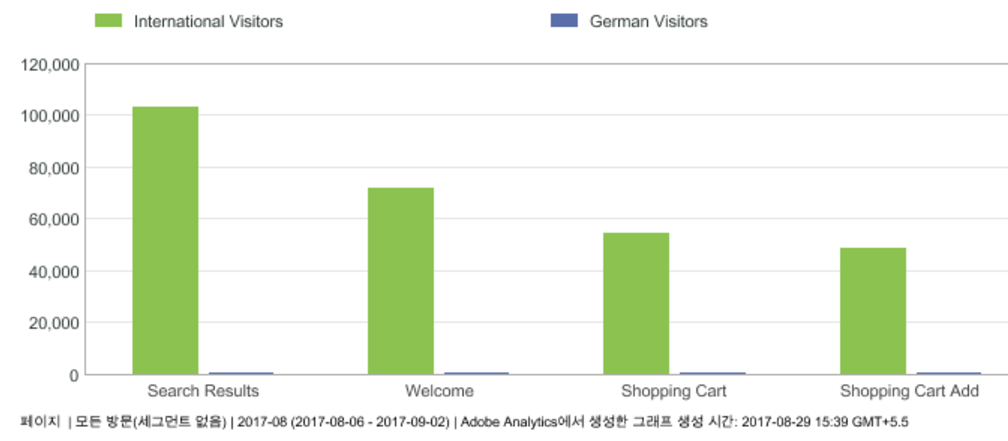 International Visitors German Visitors
120,000
100,000
80,000
60,000
40,000
20,000
0
Search Results Welcome Shopping Cart Shopping Cart Add
페이지 | 모든 방문(세그먼트 없음) | 2017-08 (2017-08-06 - 2017-09-02) | Adobe Analytics에서 생성한 그래프 생성 시간: 2017-08-29 15:39 GMT+5.5